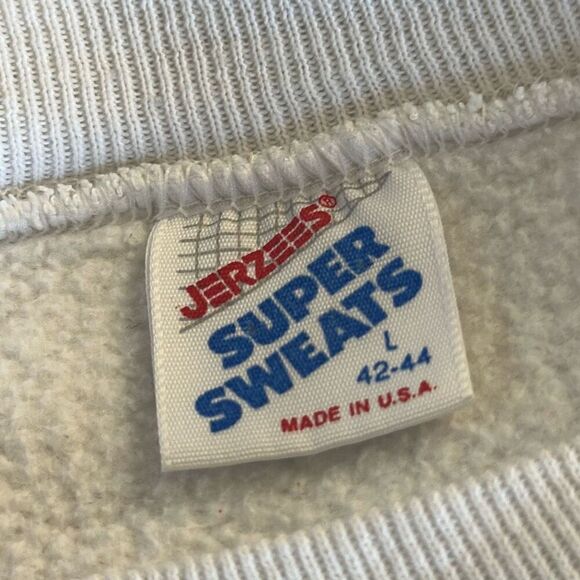 JERZEES®
SUPER
SWEATS
L
42-44
MADE IN U.S.A.